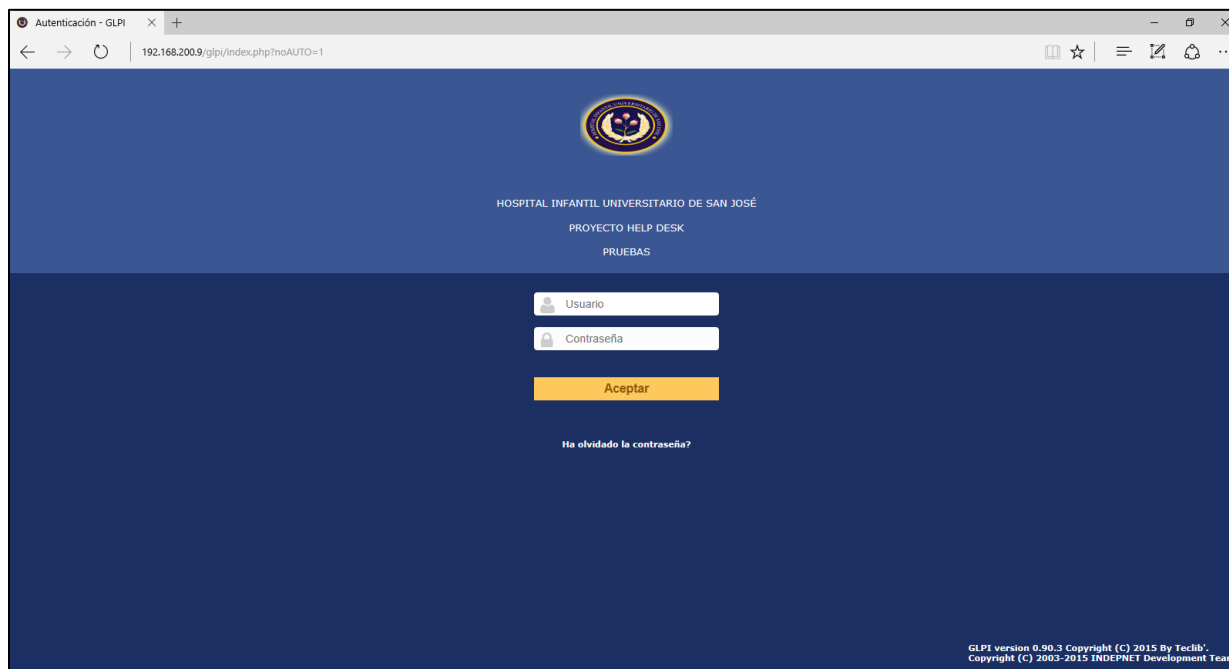 Autenticación - GLPI
192.168.200.9/glpi/index.php?noAUTO=1
HOSPITAL INFANTIL UNIVERSITARIO DE SAN JOSÉ
PROYECTO HELP DESK
PRUEBAS
Usuario
Contraseña
Aceptar
Ha olvidado la contraseña?
GLPI version 0.90.3 Copyright (C) 2015 By Teclib'.
Copyright (C) 2003-2015 INDEPNET Development Tea